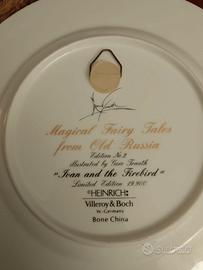 Magical Fairy Tales
from Old Russia
Edition No. 2
illustrated by Gero Trauth
"Ivan and the Firebird"
Limited Edition 19,900
HEINRICH
Villeroy & Boch
W.-Germany
Bone China
subito